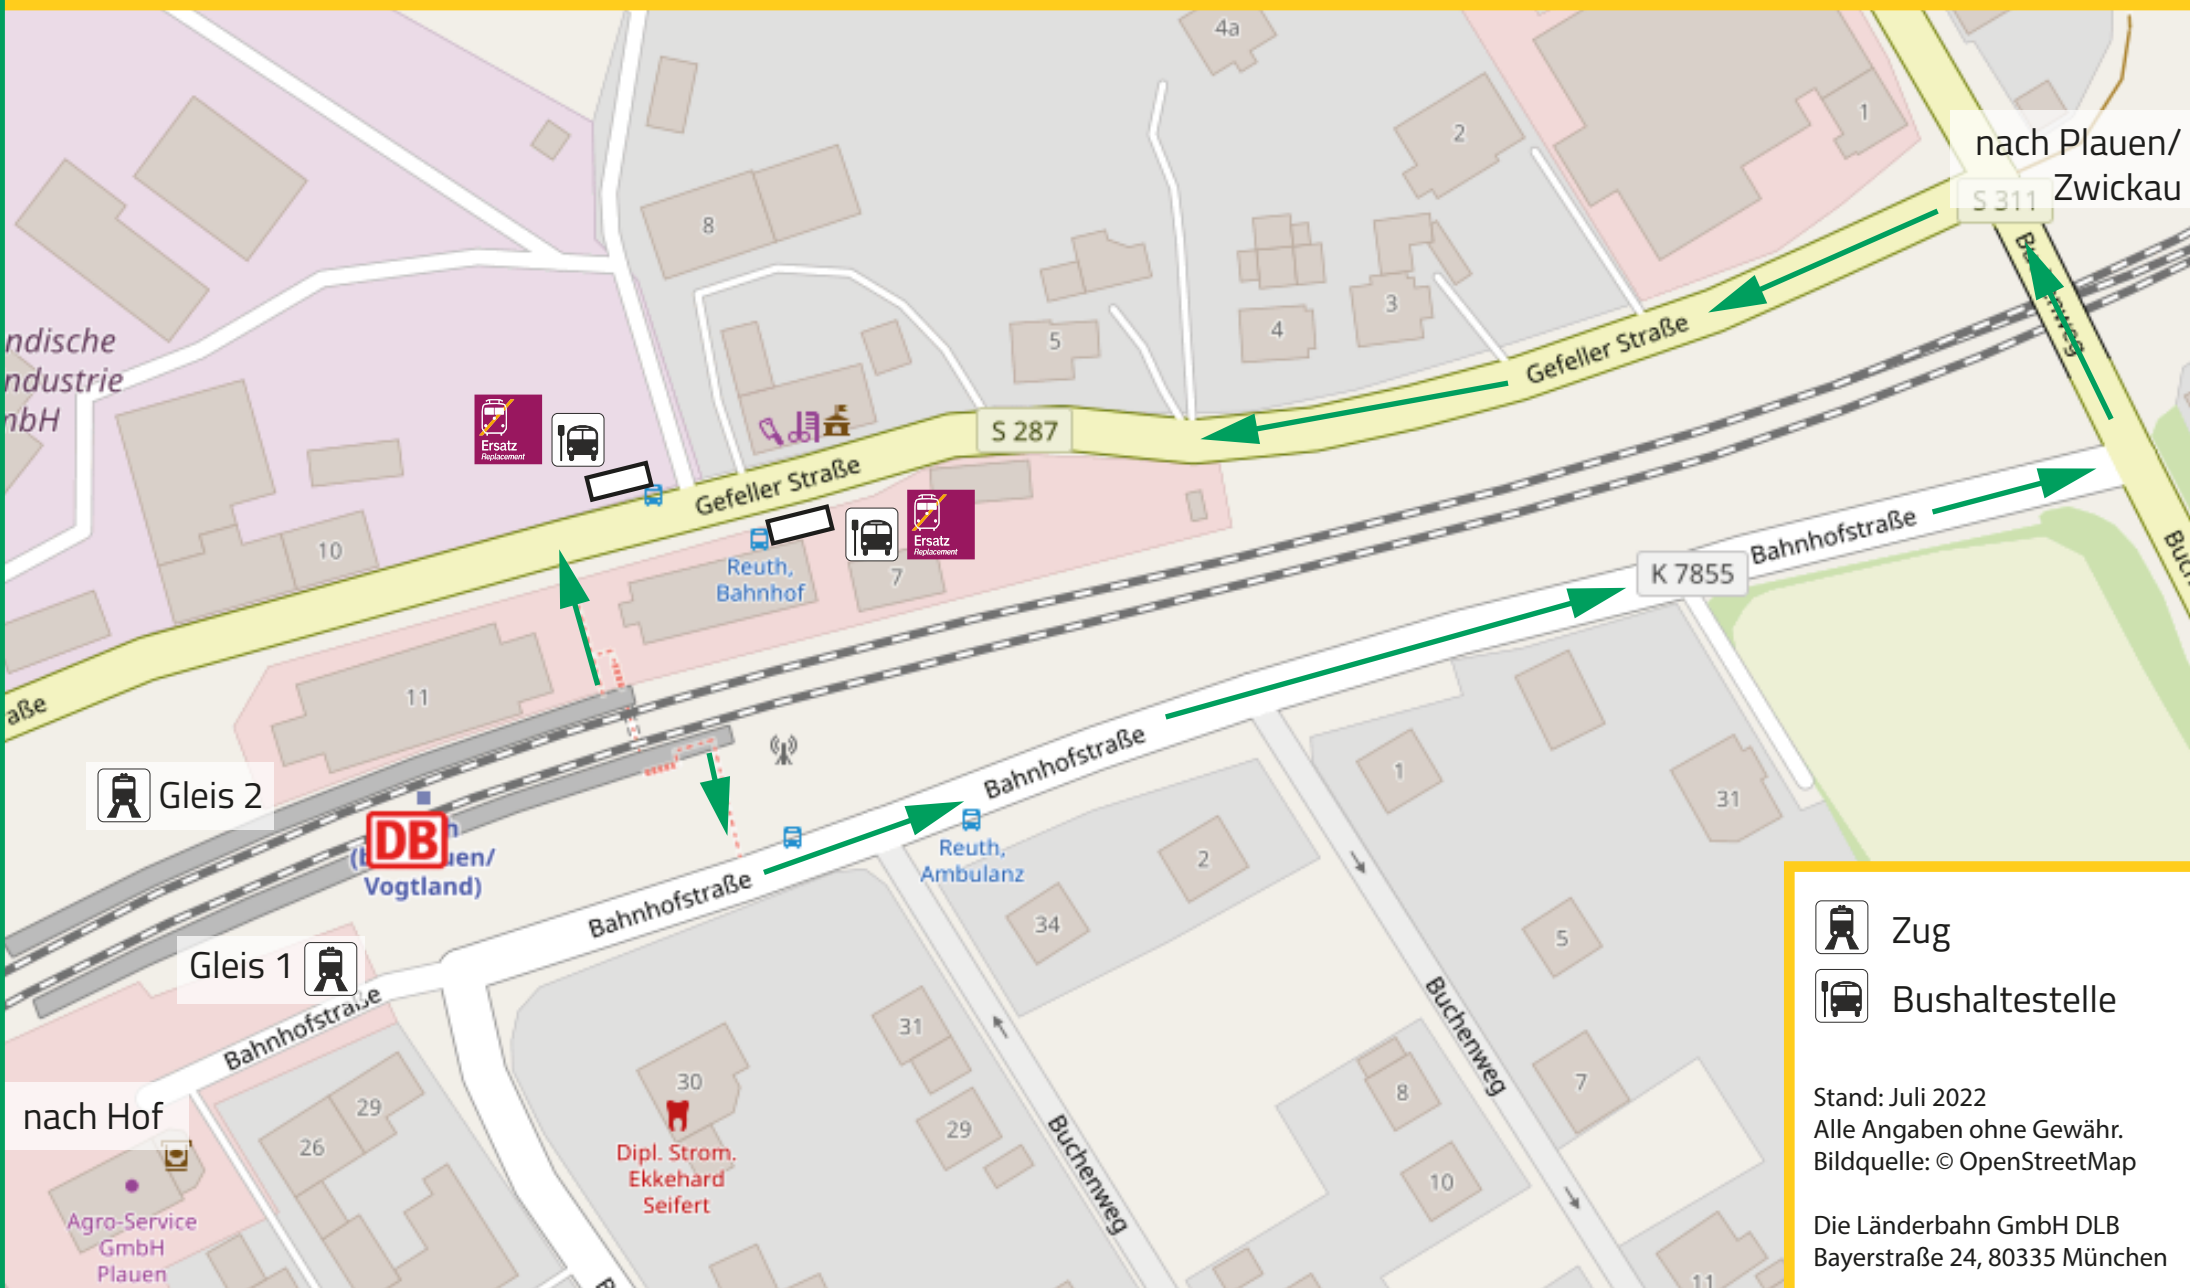 4a
2
1
nach Plauen/
Zwickau
S 311
8
3
4
5
Gefeller Straße
ndische
ndustrie
nbH
Ersatz
Replacement
S 287
Gefeller Straße
Ersatz
Replacement
Reuth,
Bahnhof
7
10
Bahnhofstraße
K 7855
11
aße
Gleis 2
DB
Vogtland)
Bahnhofstraße
Reuth,
Ambulanz
1
31
2
34
5
Bahnhofstraße
Gleis 1
Bahnhofstraße
nach Hof
29
26
30
Dipl. Strom.
Ekkehard
Seifert
31
29
Buchenweg
Buchenweg
8
7
10
11
Agro-Service
GmbH
Plauen
Zug
Bushaltestelle
Stand: Juli 2022
Alle Angaben ohne Gewähr.
Bildquelle: © OpenStreetMap
Die Länderbahn GmbH DLB
Bayerstraße 24, 80335 München